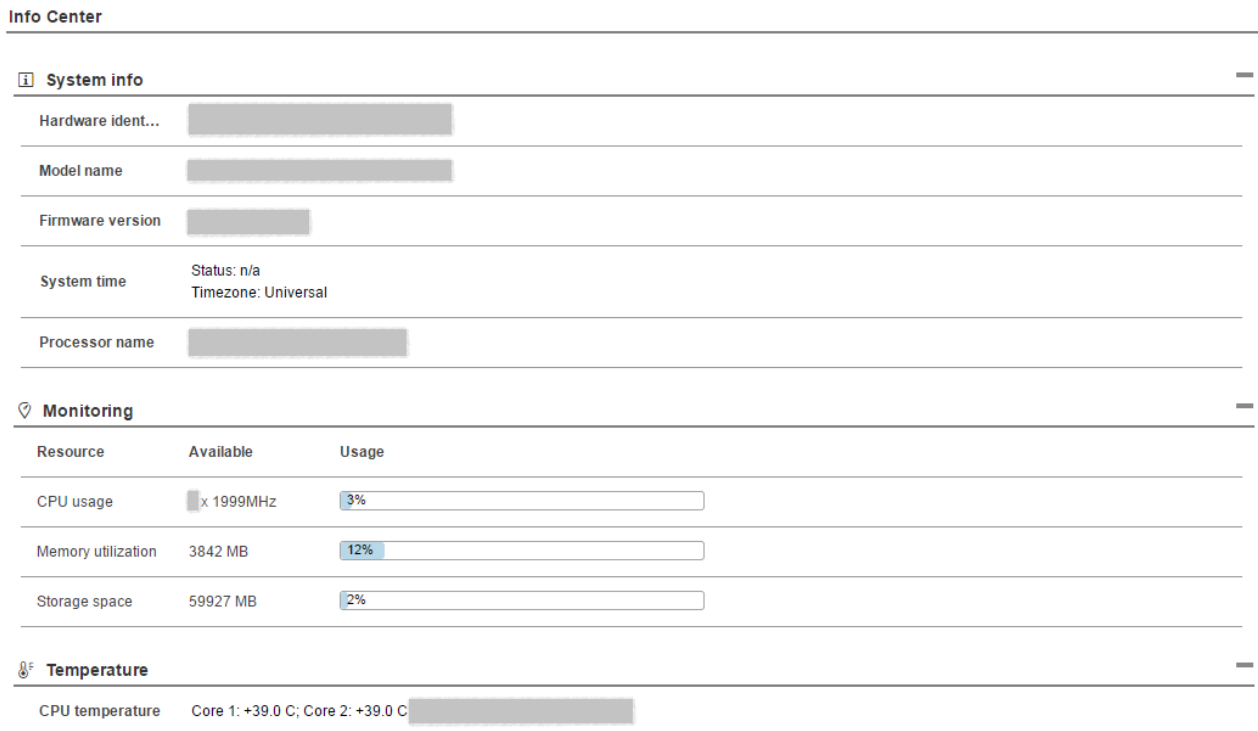 Info Center
System info
Hardware ident...
Model name
Firmware version
System time
Status: n/a
Timezone: Universal
Processor name
Monitoring
Resource Available Usage
CPU usage x 1999MHz 3%
Memory utilization 3842 MB 12%
Storage space 59927 MB 2%
Temperature
CPU temperature Core 1: +39.0 C; Core 2: +39.0 C